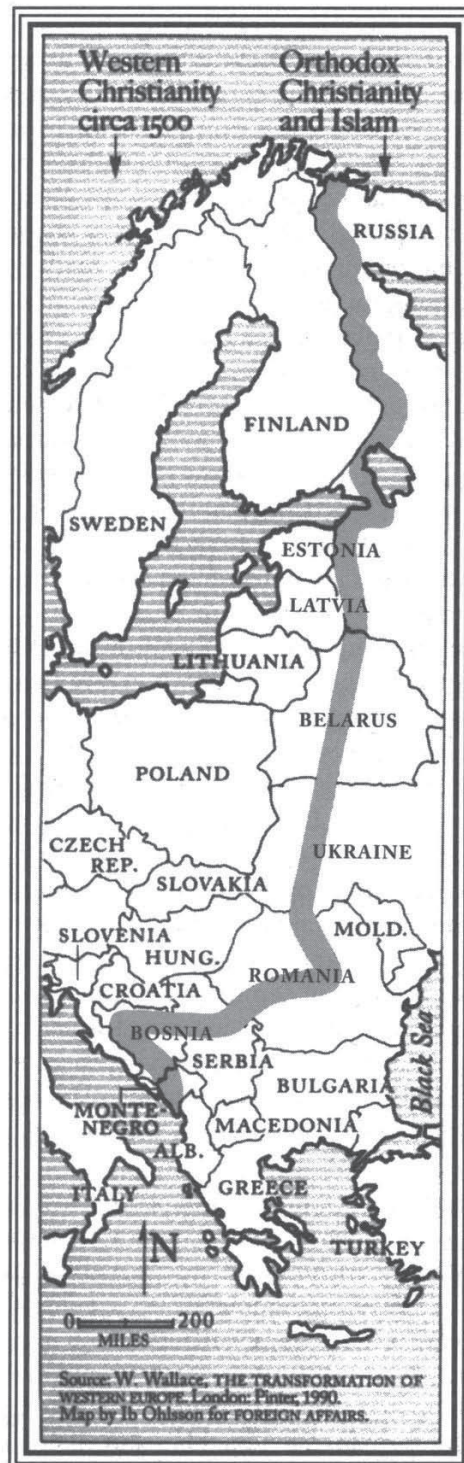 Western
Christianity
circa 1500
Orthodox
Christianity
and Islam
RUSSIA
FINLAND
SWEDEN
ESTONIA
LATVIA
LITHUANIA
BELARUS
POLAND
UKRAINE
CZECH
REP.
SLOVAKIA
MOLD.
SLOVENIA
HUNG.
ROMANIA
CROATIA
BOSNIA
SERBIA
BULGARIA
Black Sea
MONTE-
NEGRO
MACEDONIA
ALB.
ITALY
GREECE
TURKEY
N
0 200
MILES
Source: W. Wallace, THE TRANSFORMATION OF
WESTERN EUROPE. London: Pinter, 1990.
Map by Ib Ohlsson for FOREIGN AFFAIRS.